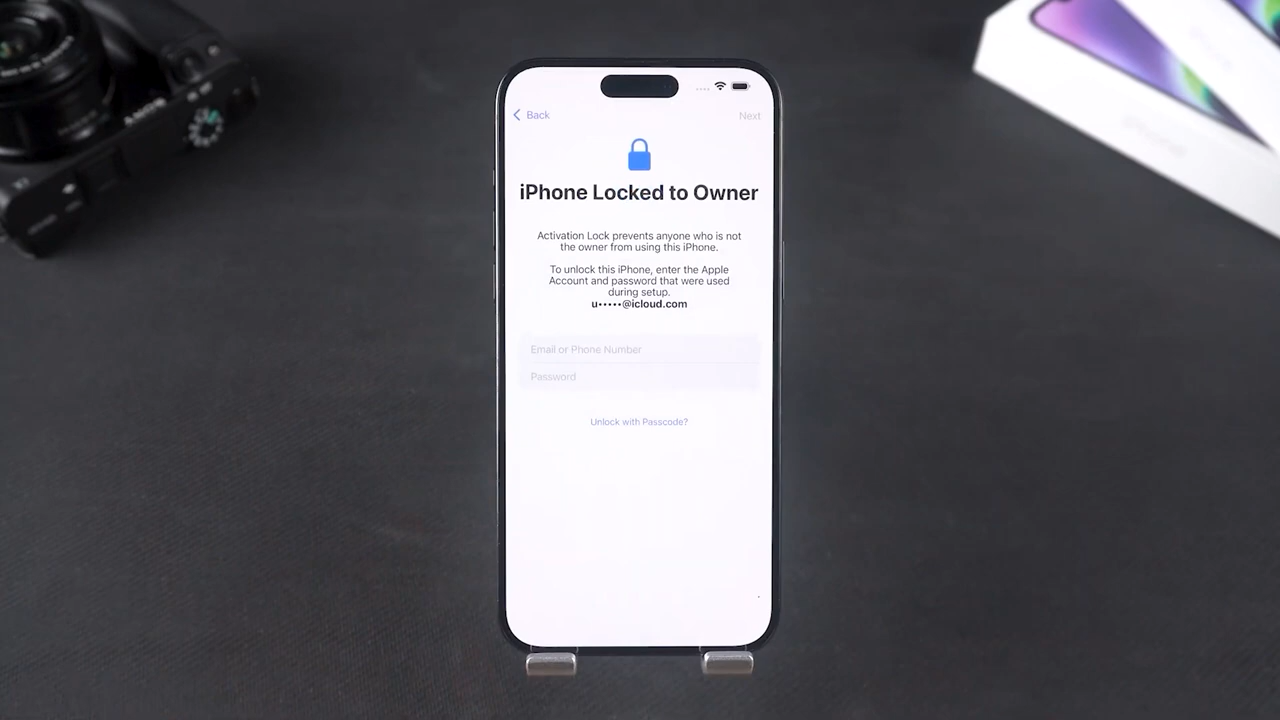 SONY
Back
Next
iPhone Locked to Owner
Activation Lock prevents anyone who is not
the owner from using this iPhone.
To unlock this iPhone, enter the Apple
Account and password that were used
during setup.
u•••••@icloud.com
Email or Phone Number
Password
Unlock with Passcode?
iPhone